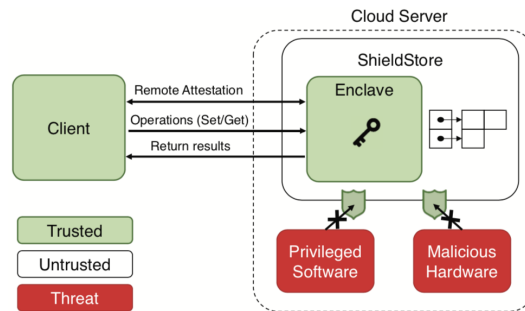 Cloud Server
ShieldStore
Remote Attestation
Enclave
Client
Operations (Set/Get)
Return results
Trusted
Untrusted
Threat
Privileged
Software
Malicious
Hardware